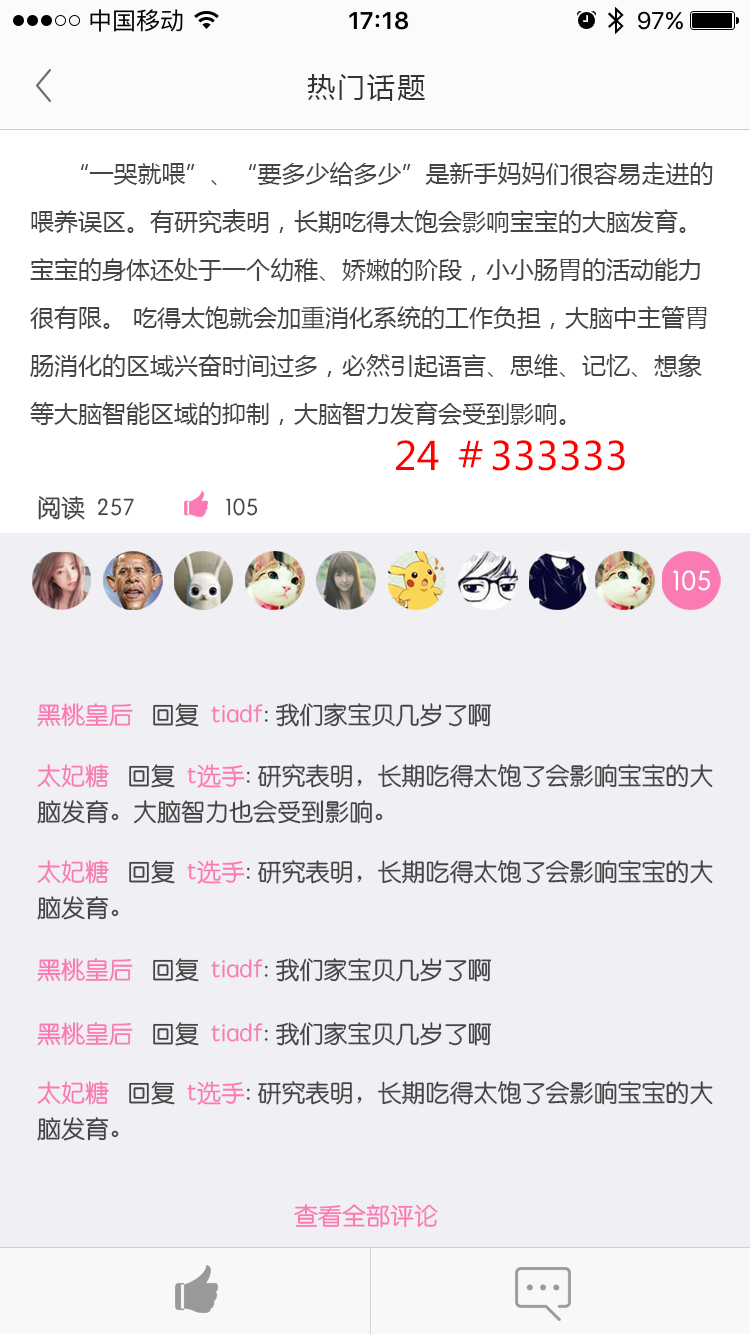 中国移动 17:18 97%
热门话题
“一哭就喂”、“要多少给多少”是新手妈妈们很容易走进的
喂养误区。有研究表明，长期吃得太饱会影响宝宝的大脑发育。
宝宝的身体还处于一个幼稚、娇嫩的阶段，小小肠胃的活动能力
很有限。 吃得太饱就会加重消化系统的工作负担，大脑中主管胃
肠消化的区域兴奋时间过多，必然引起语言、思维、记忆、想象
等大脑智能区域的抑制，大脑智力发育会受到影响。
24 #333333
阅读 257 105
105
黑桃皇后 回复 tiadf: 我们家宝贝几岁了啊
太妃糖 回复 t选手: 研究表明，长期吃得太饱了会影响宝宝的大
脑发育。大脑智力也会受到影响。
太妃糖 回复 t选手: 研究表明，长期吃得太饱了会影响宝宝的大
脑发育。
黑桃皇后 回复 tiadf: 我们家宝贝几岁了啊
黑桃皇后 回复 tiadf: 我们家宝贝几岁了啊
太妃糖 回复 t选手: 研究表明，长期吃得太饱了会影响宝宝的大
脑发育。
查看全部评论